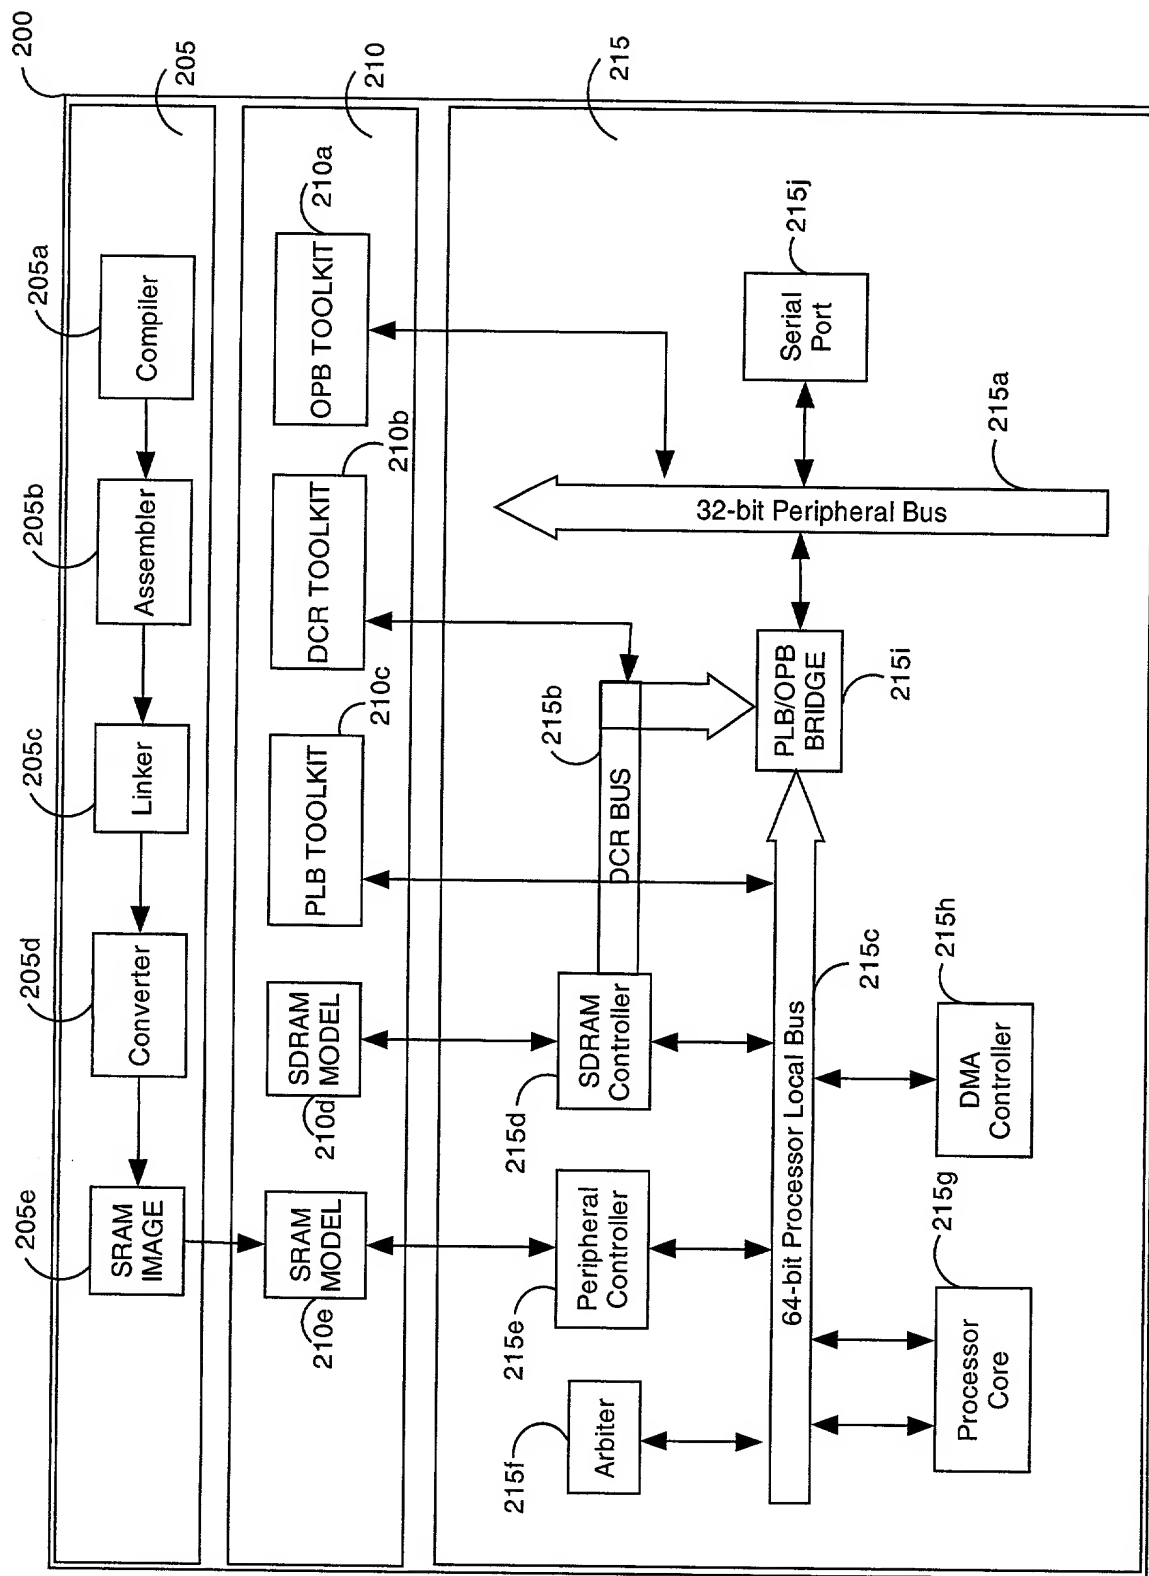 200
205
205a
Compiler
205b
Assembler
205c
Linker
205d
Converter
205e
SRAM
IMAGE
210
210a
OPB TOOLKIT
210b
DCR TOOLKIT
210c
PLB TOOLKIT
SDRAM
MODEL
210d
SRAM
MODEL
210e
215
215j
Serial
Port
215a
32-bit Peripheral Bus
215b
DCR BUS
PLB/OPB
BRIDGE
215i
SDRAM
Controller
215d
Peripheral
Controller
215e
Arbiter
215f
64-bit Processor Local Bus
215c
215h
DMA
Controller
215g
Processor
Core